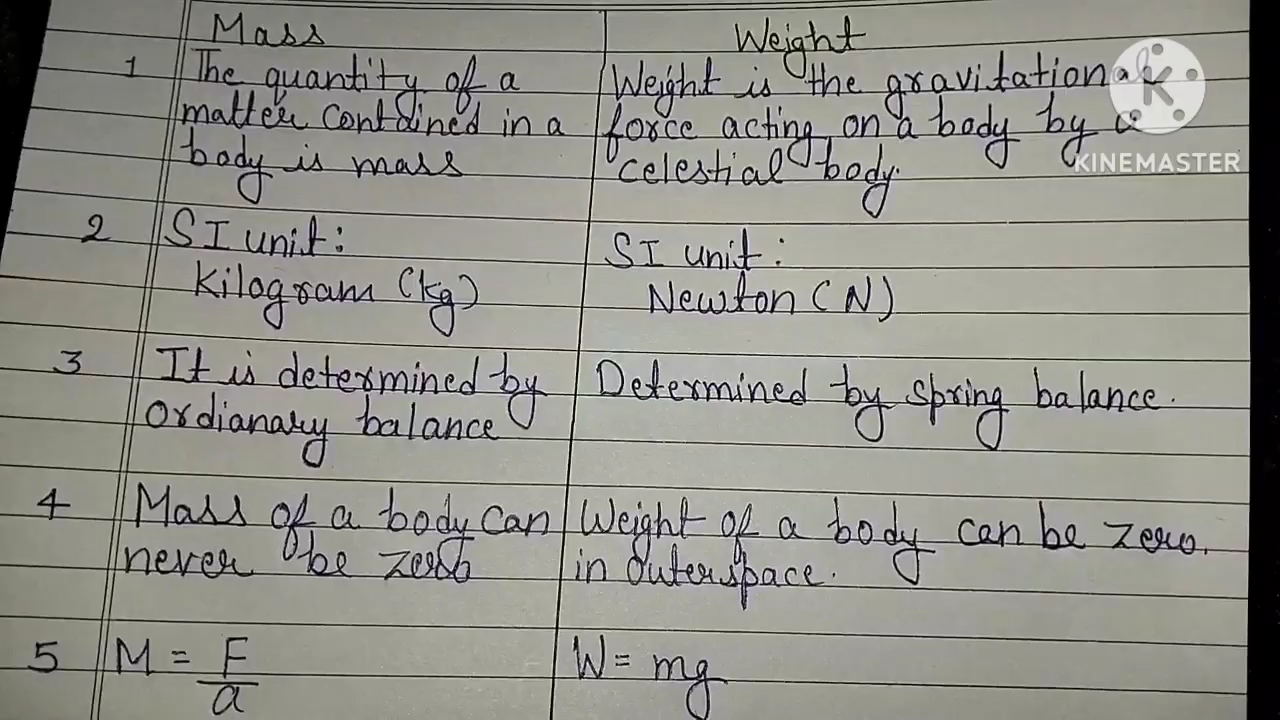 Mass Weight
1 The quantity of a matter contained in a body is mass
Weight is the gravitational force acting on a body by a celestial body.
2 SI unit: Kilogram (kg)
SI unit: Newton (N)
3 It is determined by ordianary balance
Determined by spring balance.
4 Mass of a body can never be zero
Weight of a body can be zero. in outerspace.
5 M = F/a
W = mg
K
KINEMASTER